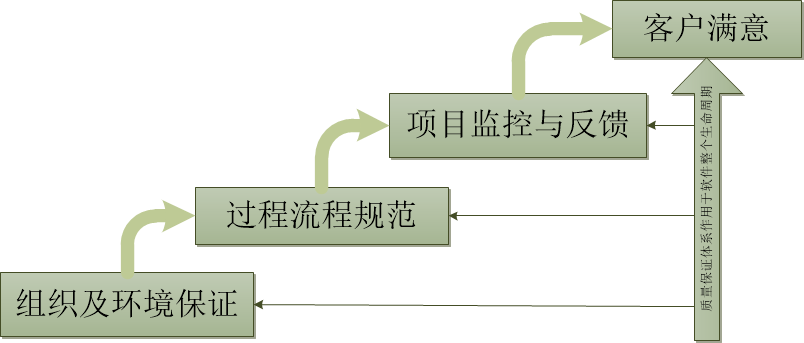 客户满意
项目监控与反馈
过程流程规范
组织及环境保证
质量保证体系作用于软件整个生命周期